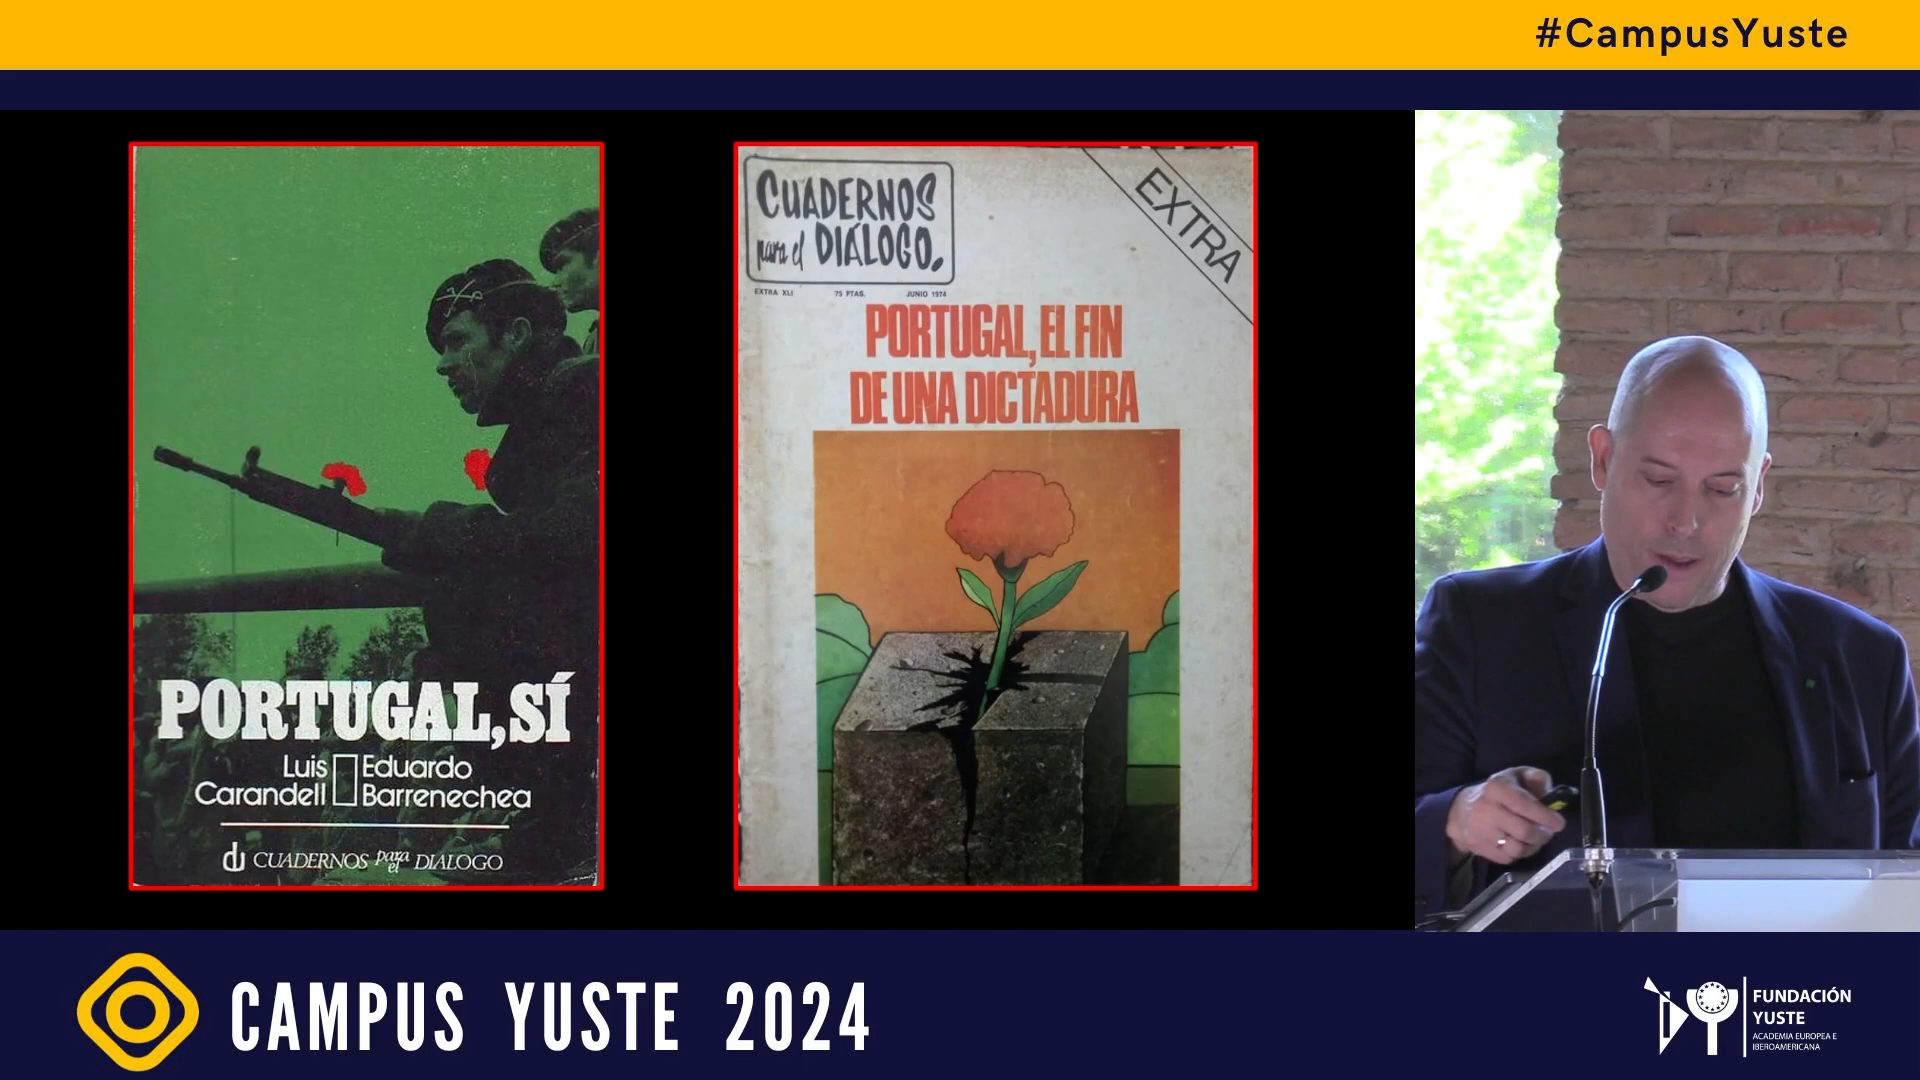 #CampusYuste
PORTUGAL, SÍ
Luis Eduardo
Carandell Barrenechea
du CUADERNOS para el DIALOGO
CUADERNOS
para el DIÁLOGO.
EXTRA
EXTRA XLI 75 PTAS. JUNIO 1974
PORTUGAL, EL FIN
DE UNA DICTADURA
CAMPUS YUSTE 2024
FUNDACIÓN
YUSTE
ACADEMIA EUROPEA E
IBEROAMERICANA